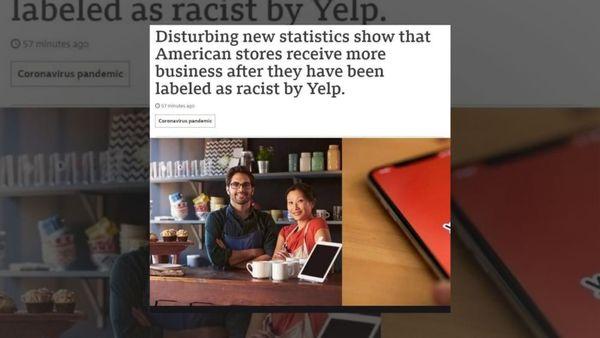 labeled as racist by Yelp.
57 minutes ago
Coronavirus pandemic
Disturbing new statistics show that
American stores receive more
business after they have been
labeled as racist by Yelp.
57 minutes ago
Coronavirus pandemic